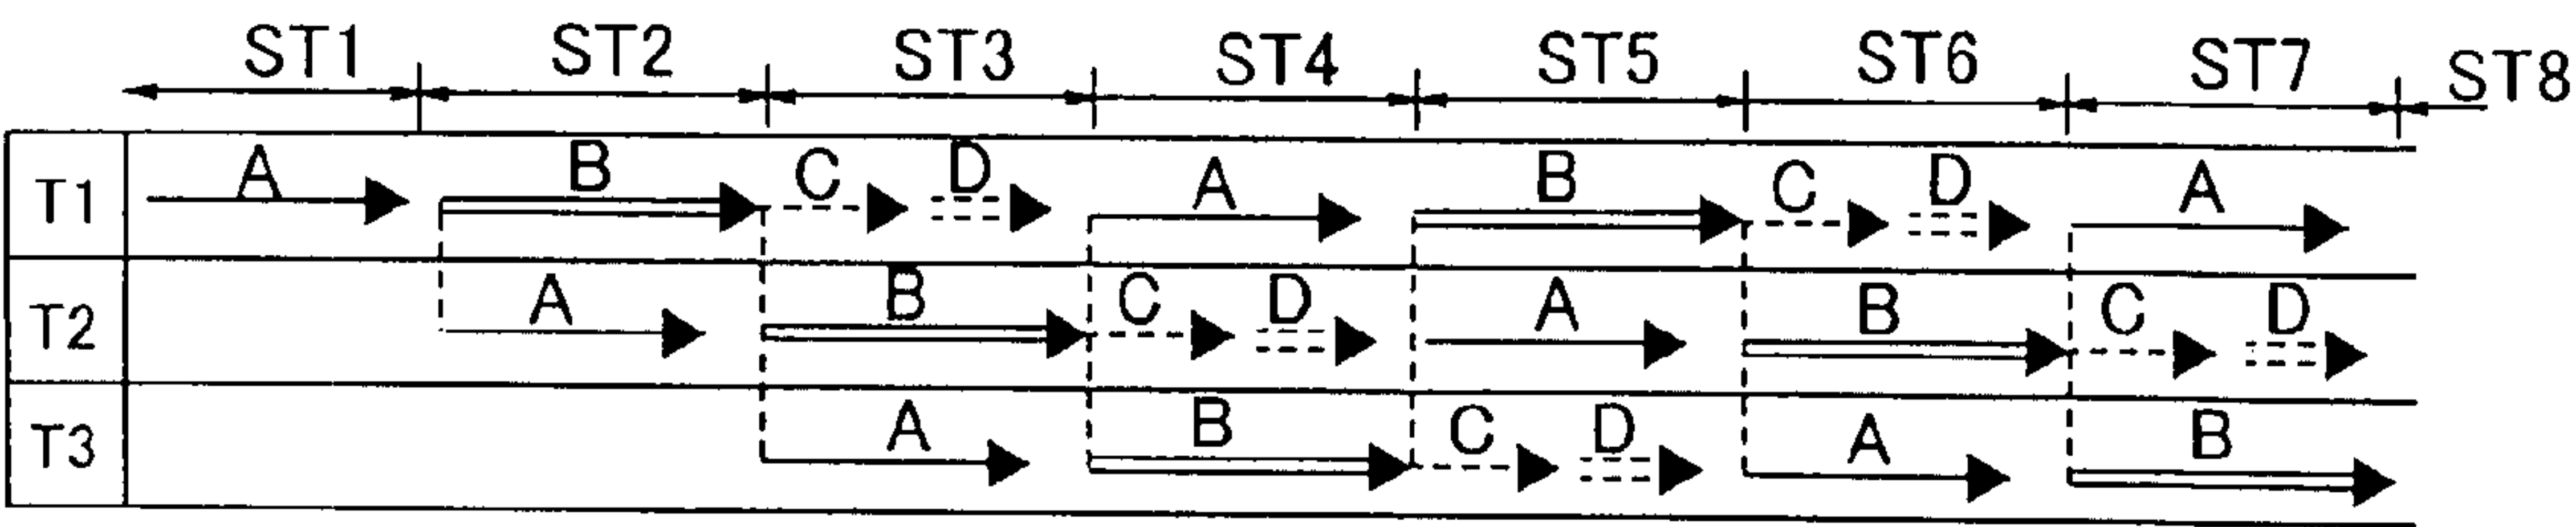 ST1 ST2 ST3 ST4 ST5 ST6 ST7 ST8
T1 A B C D A B C D A
T2 A B C D A B C D
T3 A B C D A B